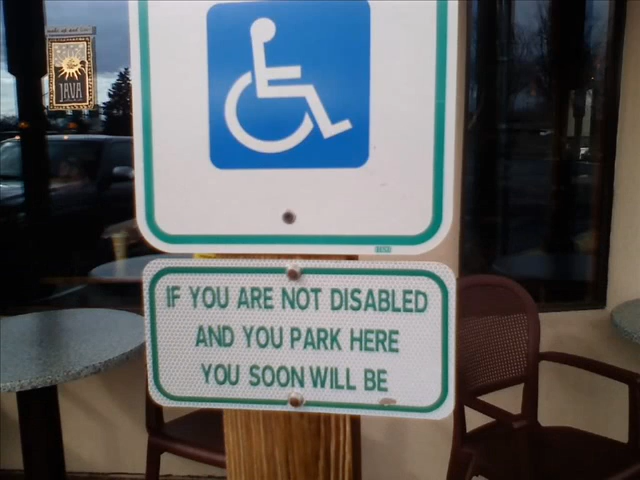 JAVA
IF YOU ARE NOT DISABLED
AND YOU PARK HERE
YOU SOON WILL BE